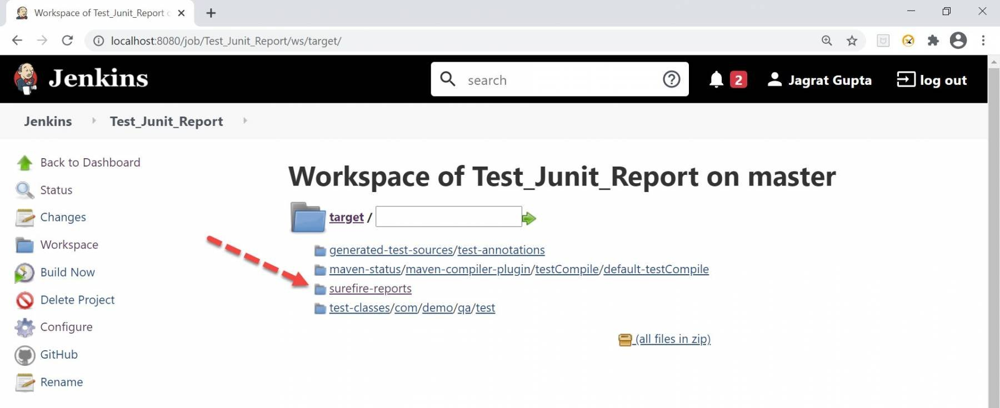 Workspace of Test_Junit_Report
localhost:8080/job/Test_Junit_Report/ws/target/
Jenkins
search
2
Jagrat Gupta
log out
Jenkins
Test_Junit_Report
Back to Dashboard
Status
Changes
Workspace
Build Now
Delete Project
Configure
GitHub
Rename
Workspace of Test_Junit_Report on master
target /
generated-test-sources/test-annotations
maven-status/maven-compiler-plugin/testCompile/default-testCompile
surefire-reports
test-classes/com/demo/qa/test
(all files in zip)